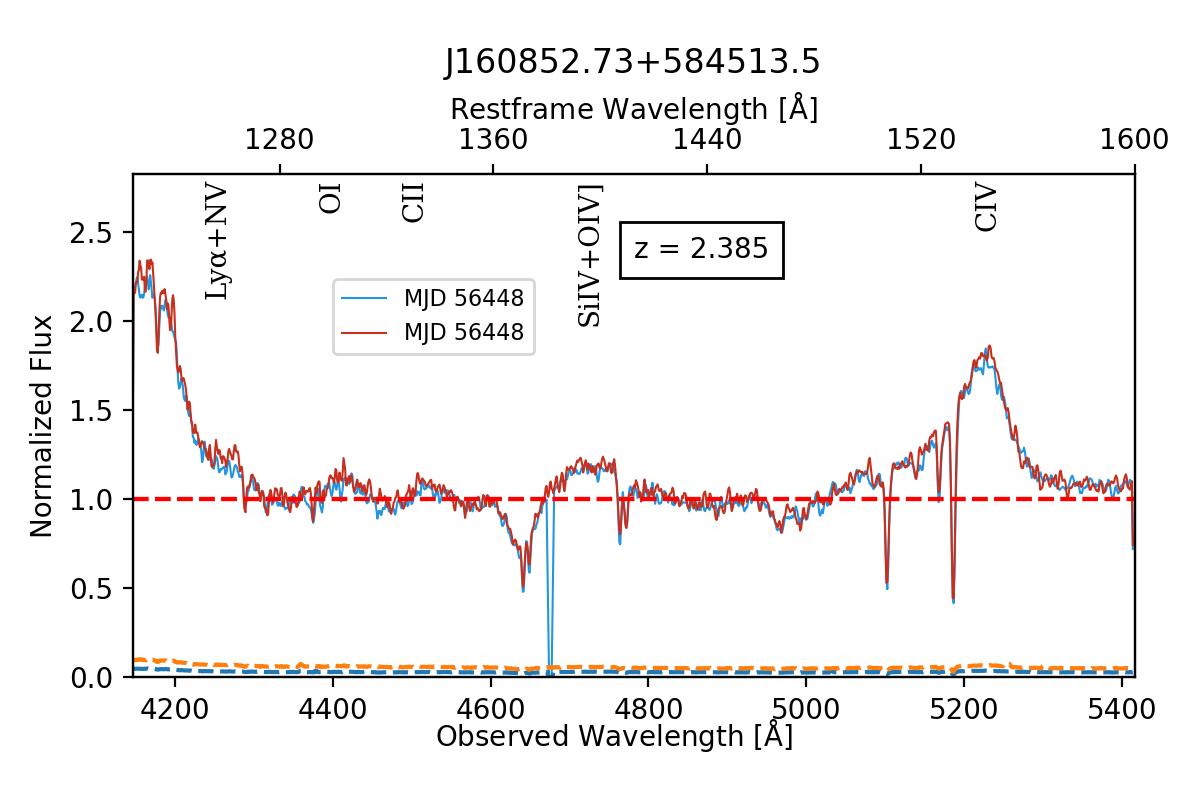 J160852.73+584513.5
Restframe Wavelength [Å]
1280 1360 1440 1520 1600
Lyα+NV
OI
CII
SiIV+OIV]
CIV
z = 2.385
MJD 56448
MJD 56448
Normalized Flux
2.5
2.0
1.5
1.0
0.5
0.0
4200 4400 4600 4800 5000 5200 5400
Observed Wavelength [Å]